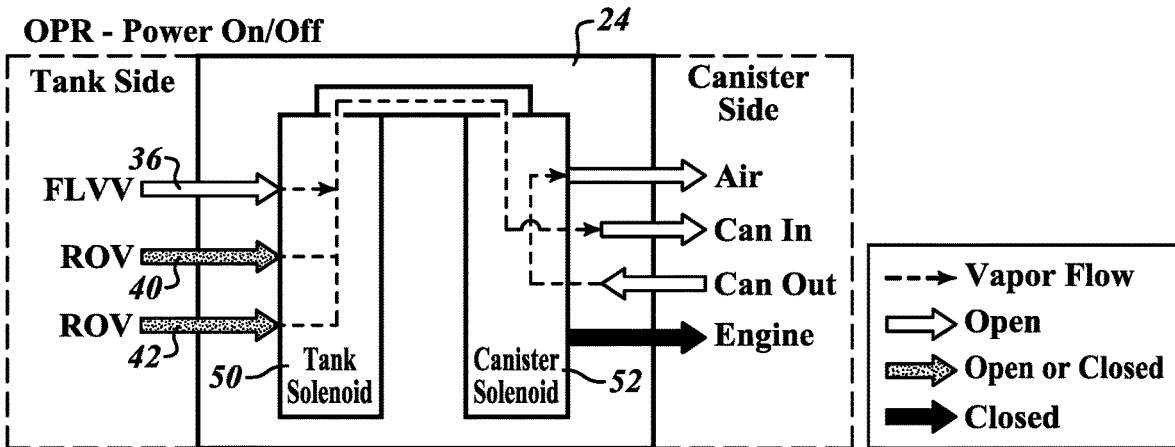 OPR - Power On/Off
24
Tank Side
Canister
Side
36
FLVV
Air
ROV
Can In
40
ROV
Can Out
42
Engine
50
Tank
Solenoid
Canister
Solenoid
52
Vapor Flow
Open
Open or Closed
Closed